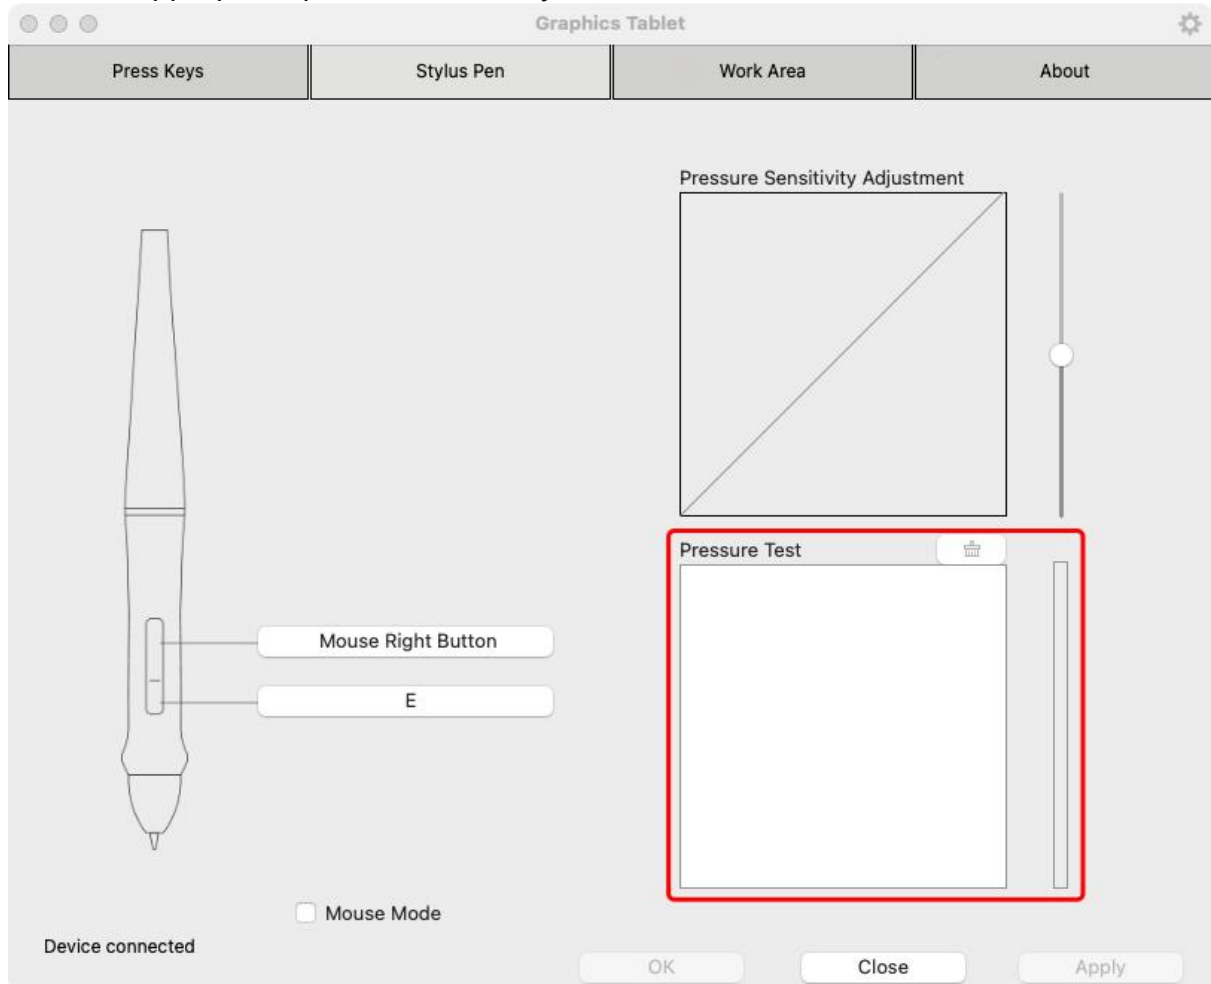 Graphics Tablet
Press Keys
Stylus Pen
Work Area
About
Pressure Sensitivity Adjustment
Pressure Test
Mouse Right Button
E
Mouse Mode
Device connected
OK
Close
Apply